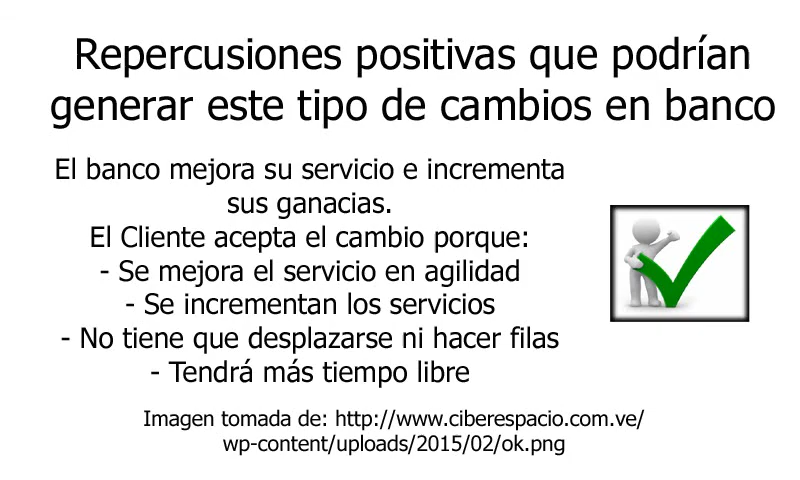 Repercusiones positivas que podrían
generar este tipo de cambios en banco
El banco mejora su servicio e incrementa
sus ganacias.
El Cliente acepta el cambio porque:
- Se mejora el servicio en agilidad
- Se incrementan los servicios
- No tiene que desplazarse ni hacer filas
- Tendrá más tiempo libre
Imagen tomada de: http://www.ciberespacio.com.ve/
wp-content/uploads/2015/02/ok.png